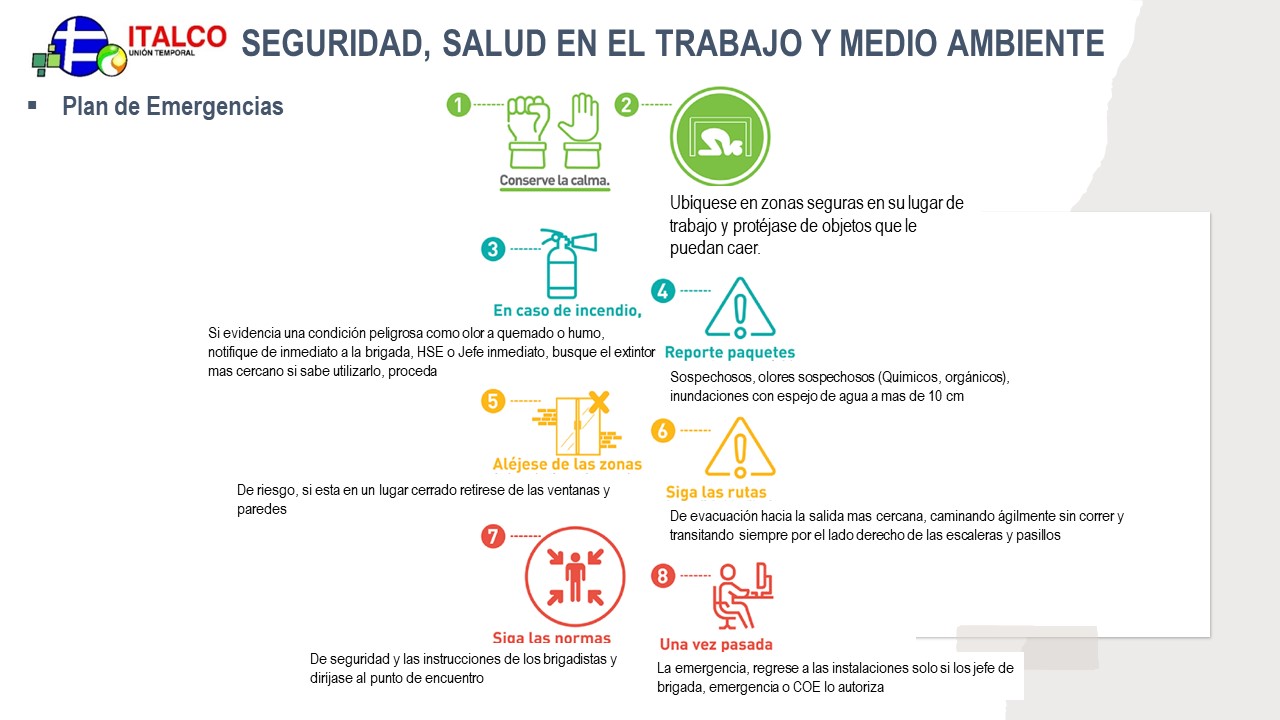 ITALCO
UNIÓN TEMPORAL
SEGURIDAD, SALUD EN EL TRABAJO Y MEDIO AMBIENTE
▪ Plan de Emergencias
1
Conserve la calma.
2
Ubíquese en zonas seguras en su lugar de
trabajo y protéjase de objetos que le
puedan caer.
3
En caso de incendio,
Si evidencia una condición peligrosa como olor a quemado o humo,
notifique de inmediato a la brigada, HSE o Jefe inmediato, busque el extintor
mas cercano si sabe utilizarlo, proceda
4
Reporte paquetes
Sospechosos, olores sospechosos (Químicos, orgánicos),
inundaciones con espejo de agua a mas de 10 cm
5
Aléjese de las zonas
De riesgo, si esta en un lugar cerrado retirese de las ventanas y
paredes
6
Siga las rutas
De evacuación hacia la salida mas cercana, caminando ágilmente sin correr y
transitando siempre por el lado derecho de las escaleras y pasillos
7
Siga las normas
De seguridad y las instrucciones de los brigadistas y
dirijase al punto de encuentro
8
Una vez pasada
La emergencia, regrese a las instalaciones solo si los jefe de
brigada, emergencia o COE lo autoriza